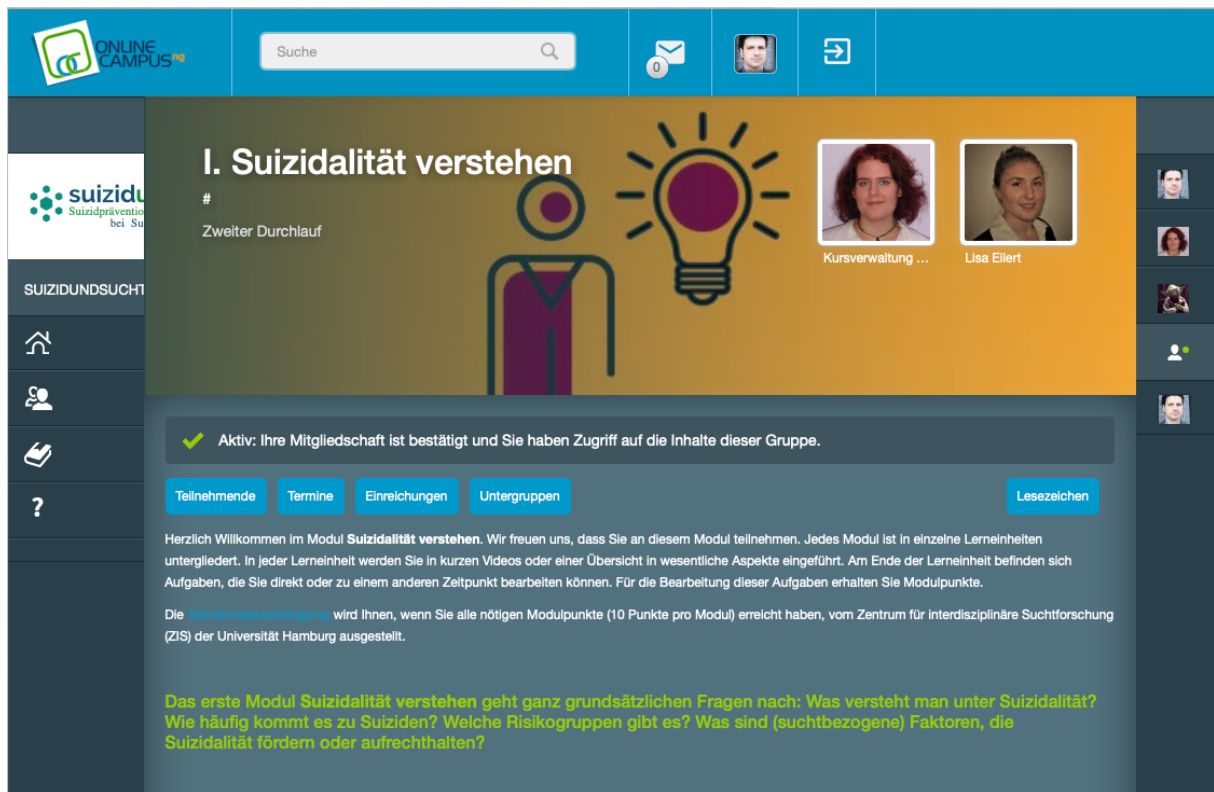 ONLINE
CAMPUS ng
Suche
0
I. Suizidalität verstehen
#
Zweiter Durchlauf
Kursverwaltung ...
Lisa Eilert
suizidu
Suizidpräventio
bei Su
SUIZIDUNDSUCHT
?
Aktiv: Ihre Mitgliedschaft ist bestätigt und Sie haben Zugriff auf die Inhalte dieser Gruppe.
Teilnehmende
Termine
Einreichungen
Untergruppen
Lesezeichen
Herzlich Willkommen im Modul Suizidalität verstehen. Wir freuen uns, dass Sie an diesem Modul teilnehmen. Jedes Modul ist in einzelne Lerneinheiten
untergliedert. In jeder Lerneinheit werden Sie in kurzen Videos oder einer Übersicht in wesentliche Aspekte eingeführt. Am Ende der Lerneinheit befinden sich
Aufgaben, die Sie direkt oder zu einem anderen Zeitpunkt bearbeiten können. Für die Bearbeitung dieser Aufgaben erhalten Sie Modulpunkte.
Die Teilnahmebescheinigung wird Ihnen, wenn Sie alle nötigen Modulpunkte (10 Punkte pro Modul) erreicht haben, vom Zentrum für interdisziplinäre Suchtforschung
(ZIS) der Universität Hamburg ausgestellt.
Das erste Modul Suizidalität verstehen geht ganz grundsätzlichen Fragen nach: Was versteht man unter Suizidalität?
Wie häufig kommt es zu Suiziden? Welche Risikogruppen gibt es? Was sind (suchtbezogene) Faktoren, die
Suizidalität fördern oder aufrechthalten?